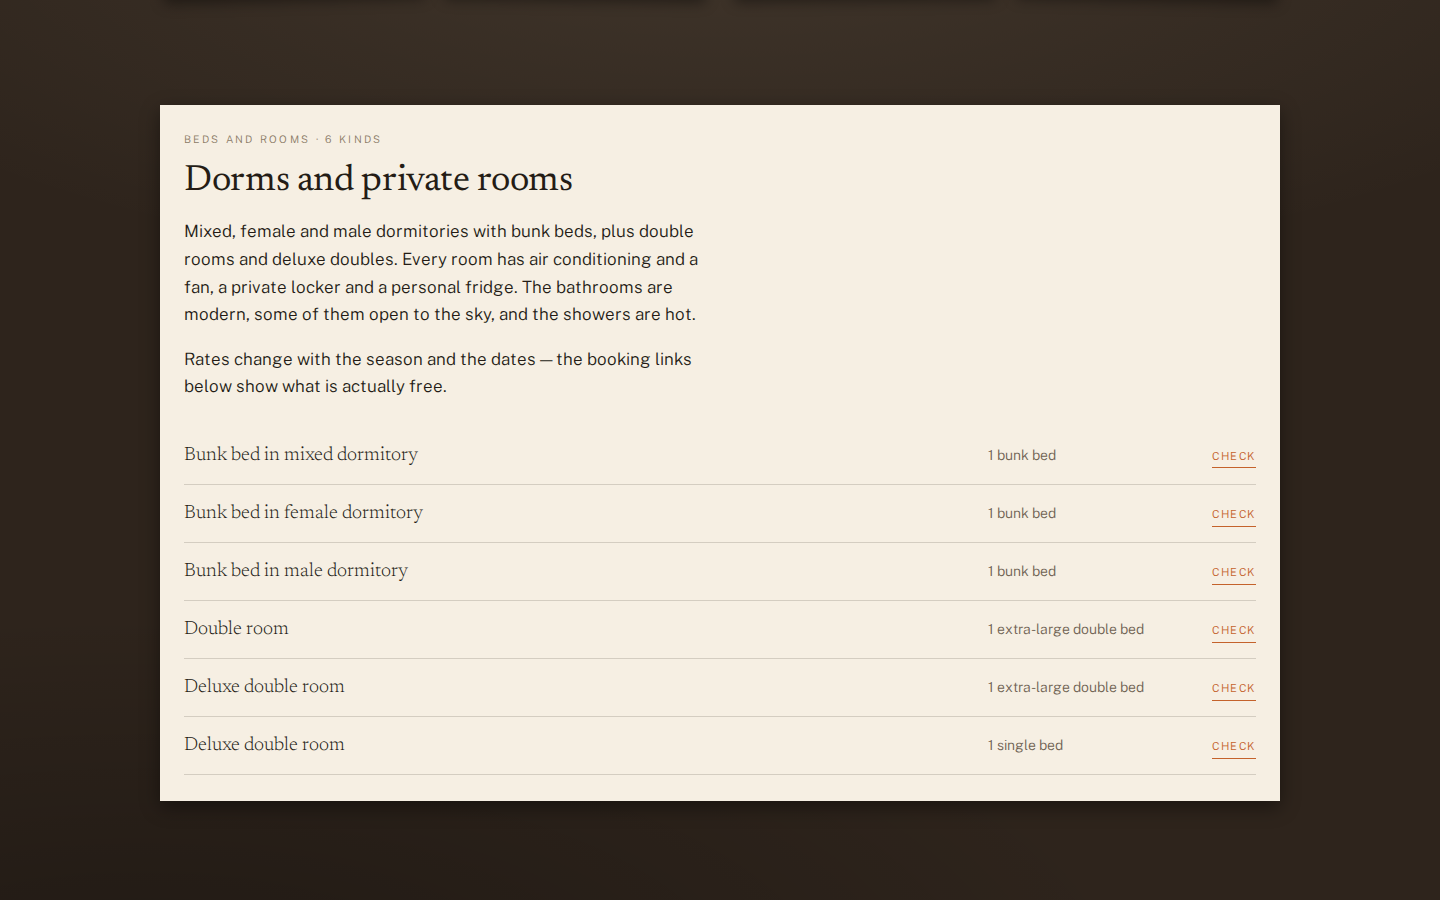 BEDS AND ROOMS · 6 KINDS
Dorms and private rooms
Mixed, female and male dormitories with bunk beds, plus double
rooms and deluxe doubles. Every room has air conditioning and a
fan, a private locker and a personal fridge. The bathrooms are
modern, some of them open to the sky, and the showers are hot.
Rates change with the season and the dates — the booking links
below show what is actually free.
Bunk bed in mixed dormitory 1 bunk bed CHECK
Bunk bed in female dormitory 1 bunk bed CHECK
Bunk bed in male dormitory 1 bunk bed CHECK
Double room 1 extra-large double bed CHECK
Deluxe double room 1 extra-large double bed CHECK
Deluxe double room 1 single bed CHECK